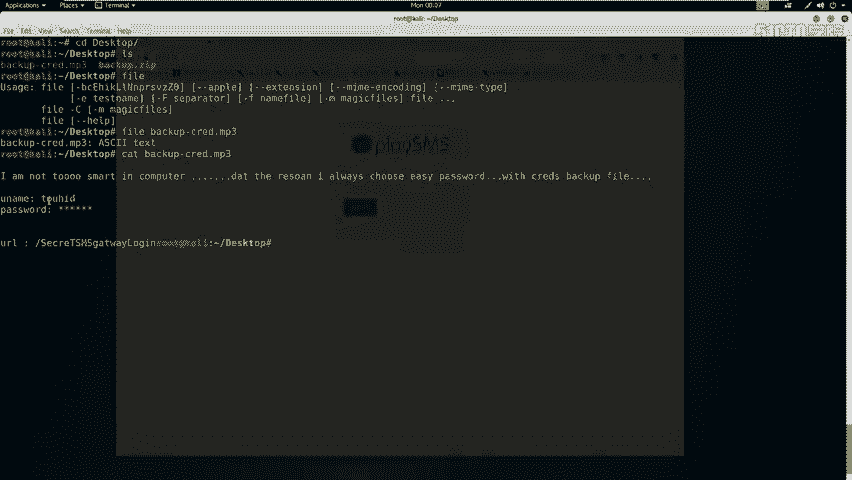 Applications Places Terminal Mon 00:07
root@kali: ~/Desktop
File Edit View Search Terminal Help
root@kali:~# cd Desktop/
root@kali:~/Desktop# ls
backup-cred.mp3 backup.zip
root@kali:~/Desktop# file
Usage: file [-bcEhikLlNnprsvzZ0] [--apple] [--extension] [--mime-encoding] [--mime-type]
[-e testname] [-F separator] [-f namefile] [-m magicfiles] file ...
file -C [-m magicfiles]
file [--help]
root@kali:~/Desktop# file backup-cred.mp3
backup-cred.mp3: ASCII text
root@kali:~/Desktop# cat backup-cred.mp3
I am not toooo smart in computer .......dat the resoan i always choose easy password...with creds backup file....
uname: touhid
password: ******
url : /SecreTSMSgatwayLoginroot@kali:~/Desktop#
playSMS